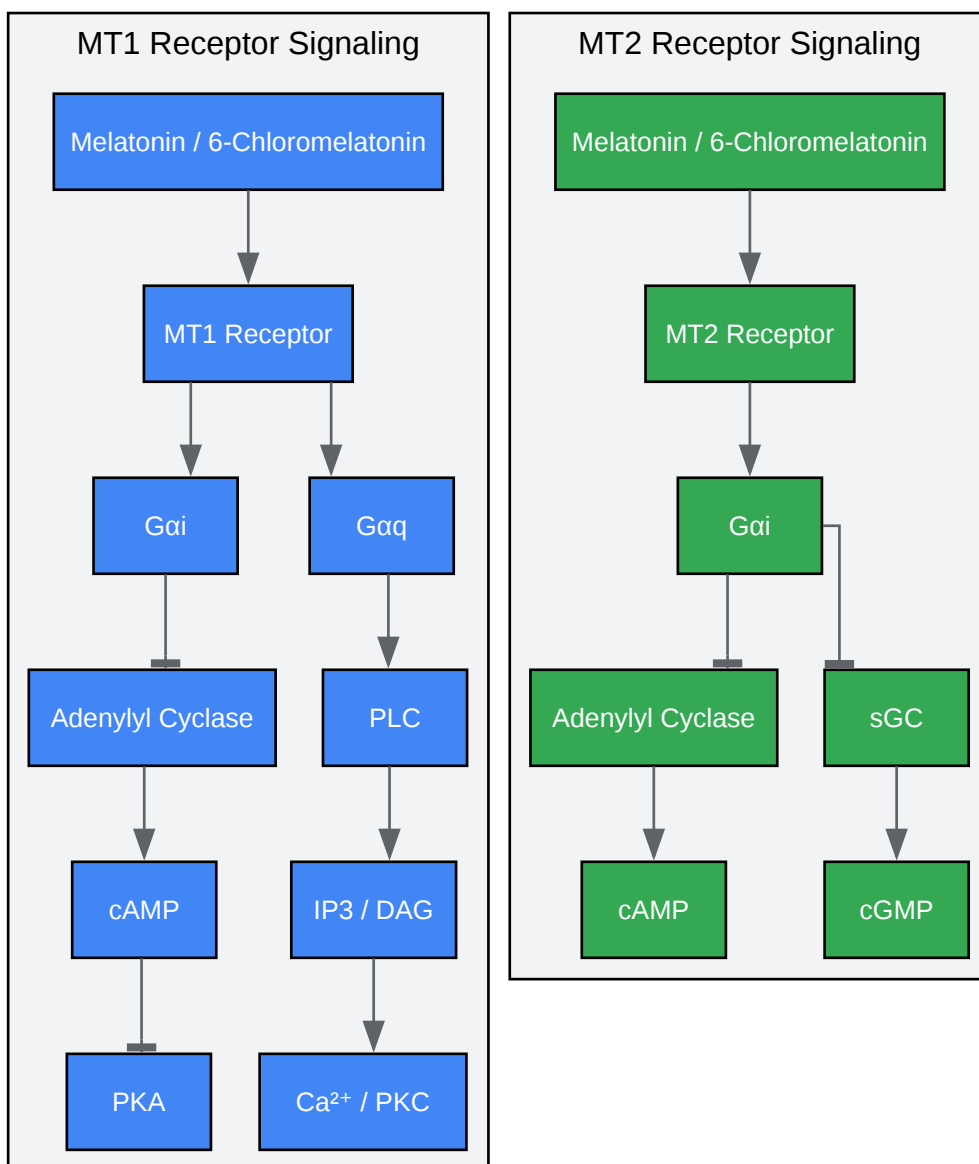 MT1 Receptor Signaling
Melatonin / 6-Chloromelatonin
MT1 Receptor
Gαi
Gαq
Adenylyl Cyclase
PLC
cAMP
IP3 / DAG
PKA
Ca²⁺ / PKC
MT2 Receptor Signaling
Melatonin / 6-Chloromelatonin
MT2 Receptor
Gαi
Adenylyl Cyclase
sGC
cAMP
cGMP